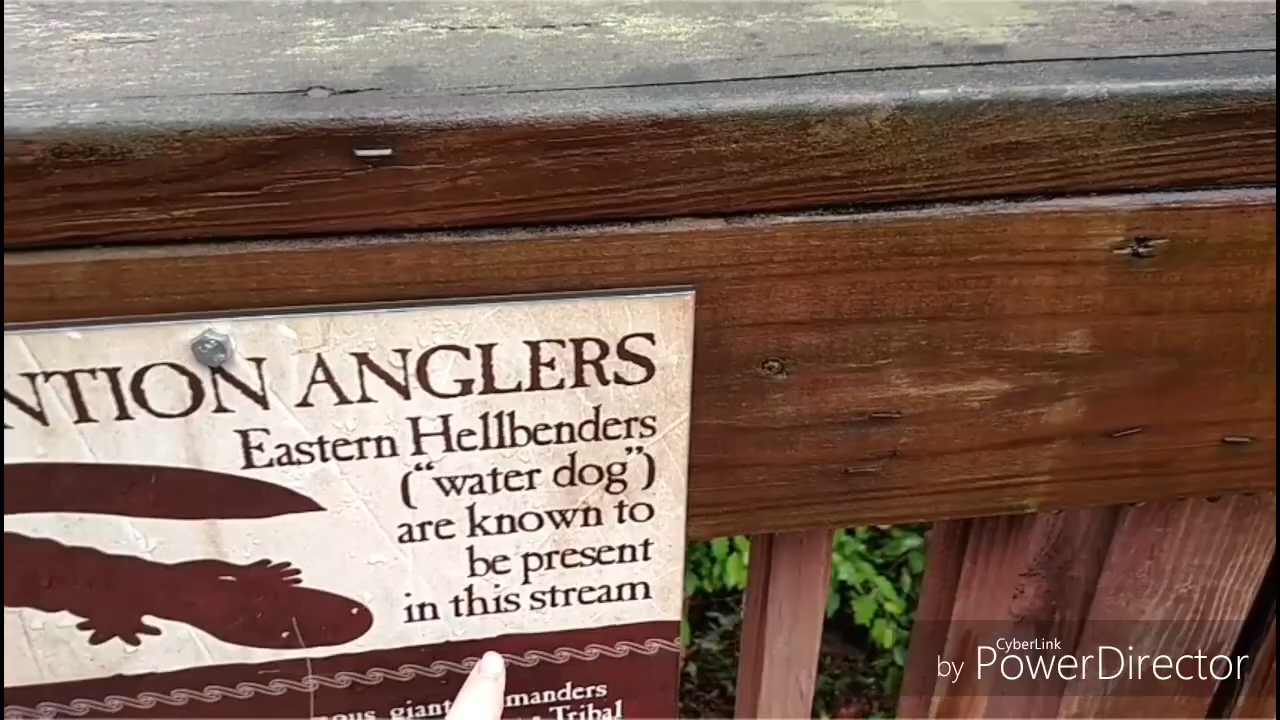 NTION ANGLERS
Eastern Hellbenders
("water dog")
are known to
be present
in this stream
giant
manders
Tribal
CyberLink
by PowerDirector